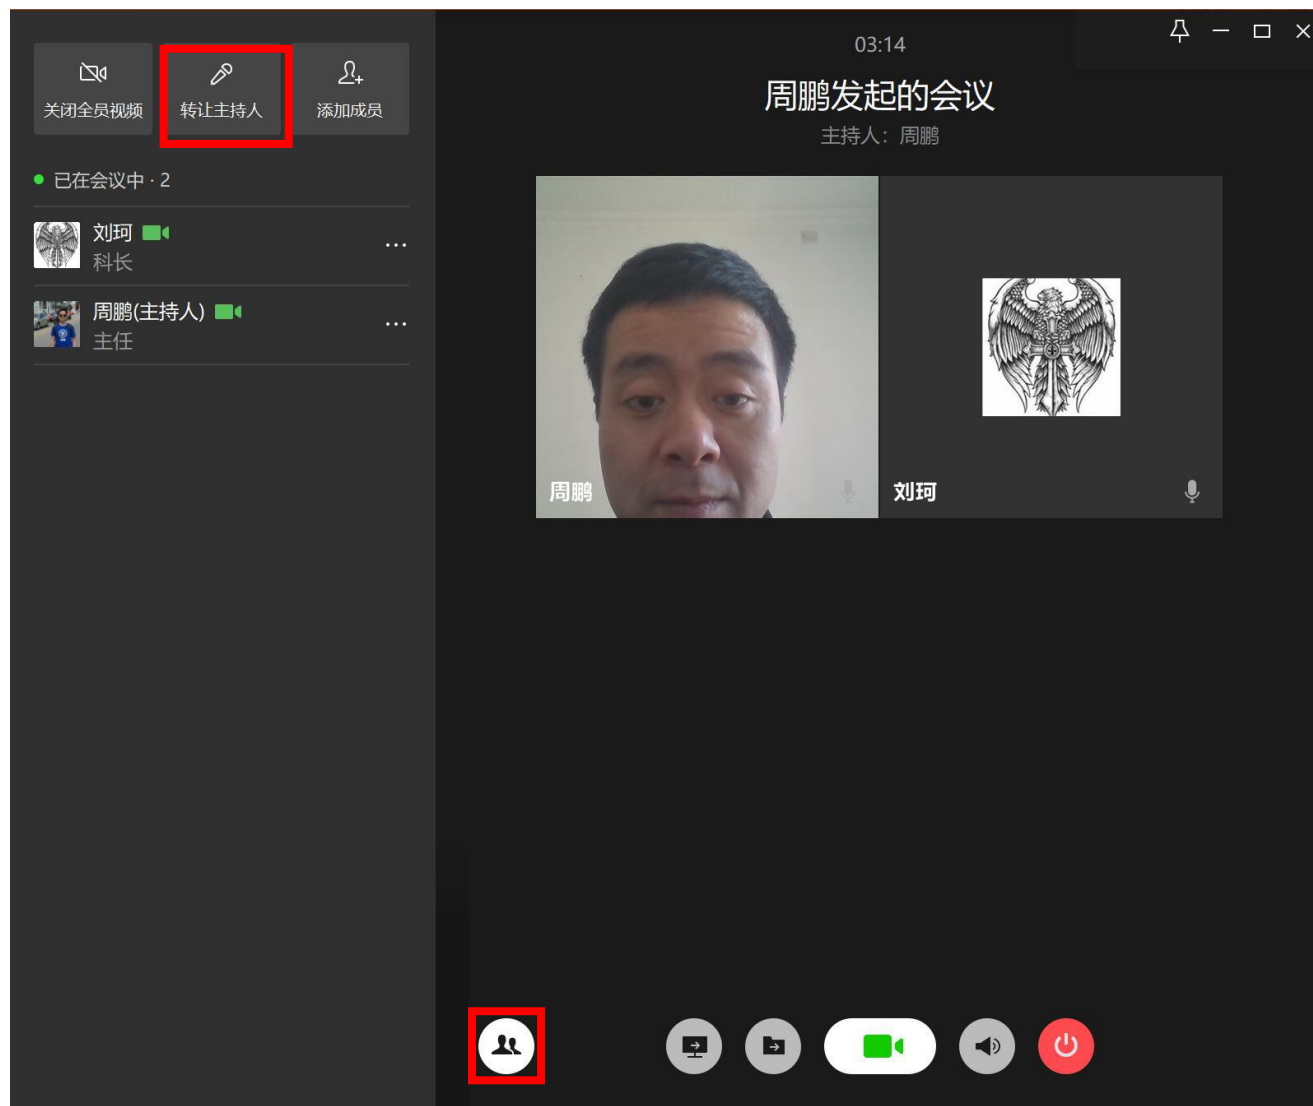 关闭全员视频
转让主持人
添加成员
已在会议中 · 2
刘珂
科长
周鹏(主持人)
主任
03:14
周鹏发起的会议
主持人：周鹏
周鹏
刘珂